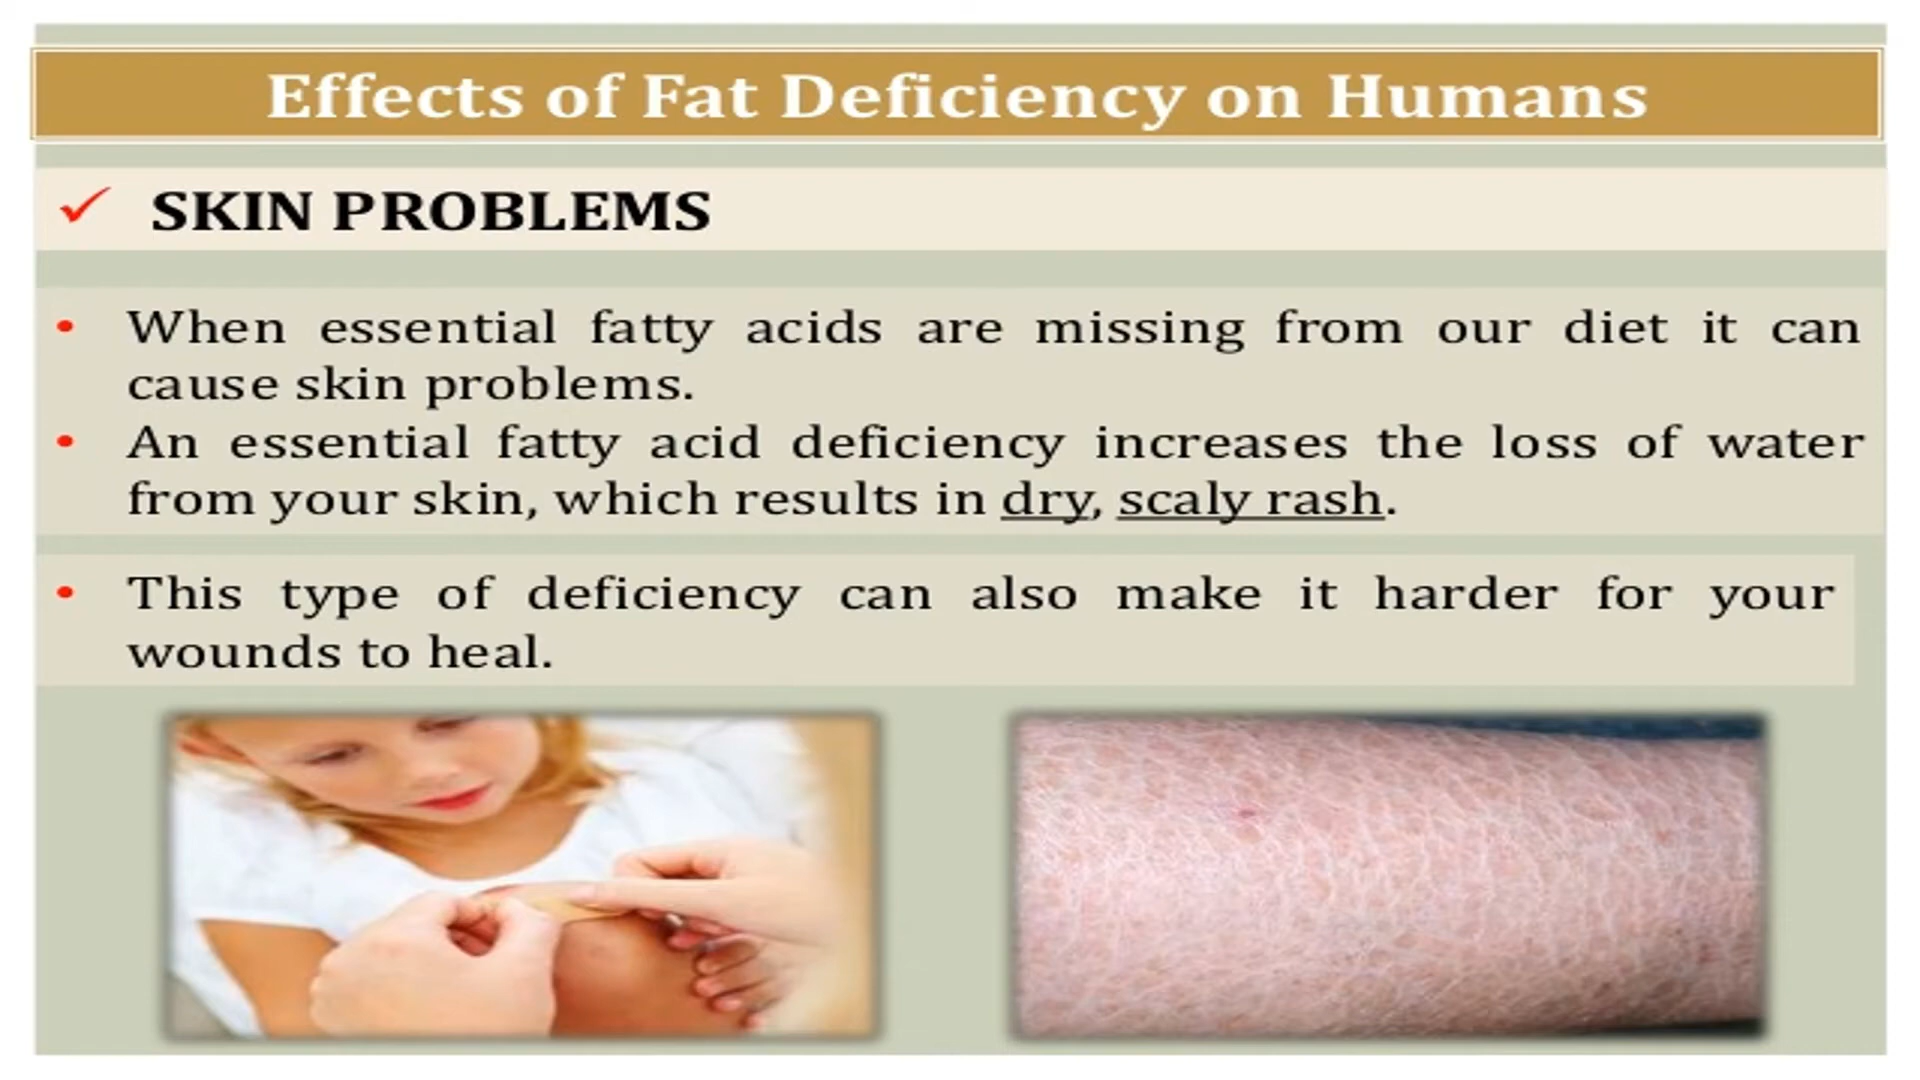 Effects of Fat Deficiency on Humans
✓ SKIN PROBLEMS
• When essential fatty acids are missing from our diet it can
cause skin problems.
• An essential fatty acid deficiency increases the loss of water
from your skin, which results in dry, scaly rash.
• This type of deficiency can also make it harder for your
wounds to heal.